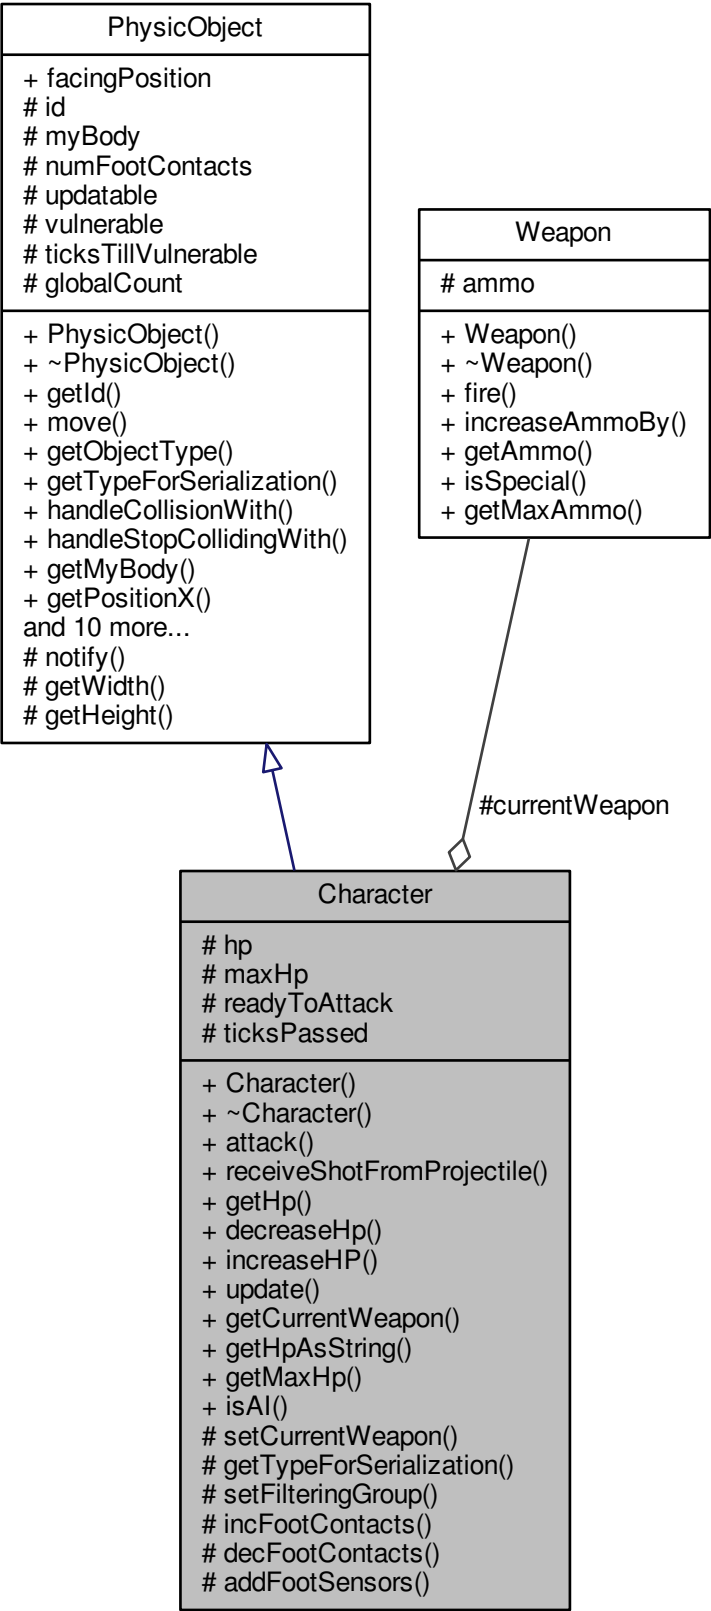 PhysicObject
+ facingPosition
# id
# myBody
# numFootContacts
# updatable
# vulnerable
# ticksTillVulnerable
# globalCount
+ PhysicObject()
+ ~PhysicObject()
+ getId()
+ move()
+ getObjectType()
+ getTypeForSerialization()
+ handleCollisionWith()
+ handleStopCollidingWith()
+ getMyBody()
+ getPositionX()
and 10 more...
# notify()
# getWidth()
# getHeight()
Weapon
# ammo
+ Weapon()
+ ~Weapon()
+ fire()
+ increaseAmmoBy()
+ getAmmo()
+ isSpecial()
+ getMaxAmmo()
#currentWeapon
Character
# hp
# maxHp
# readyToAttack
# ticksPassed
+ Character()
+ ~Character()
+ attack()
+ receiveShotFromProjectile()
+ getHp()
+ decreaseHp()
+ increaseHP()
+ update()
+ getCurrentWeapon()
+ getHpAsString()
+ getMaxHp()
+ isAI()
# setCurrentWeapon()
# getTypeForSerialization()
# setFilteringGroup()
# incFootContacts()
# decFootContacts()
# addFootSensors()